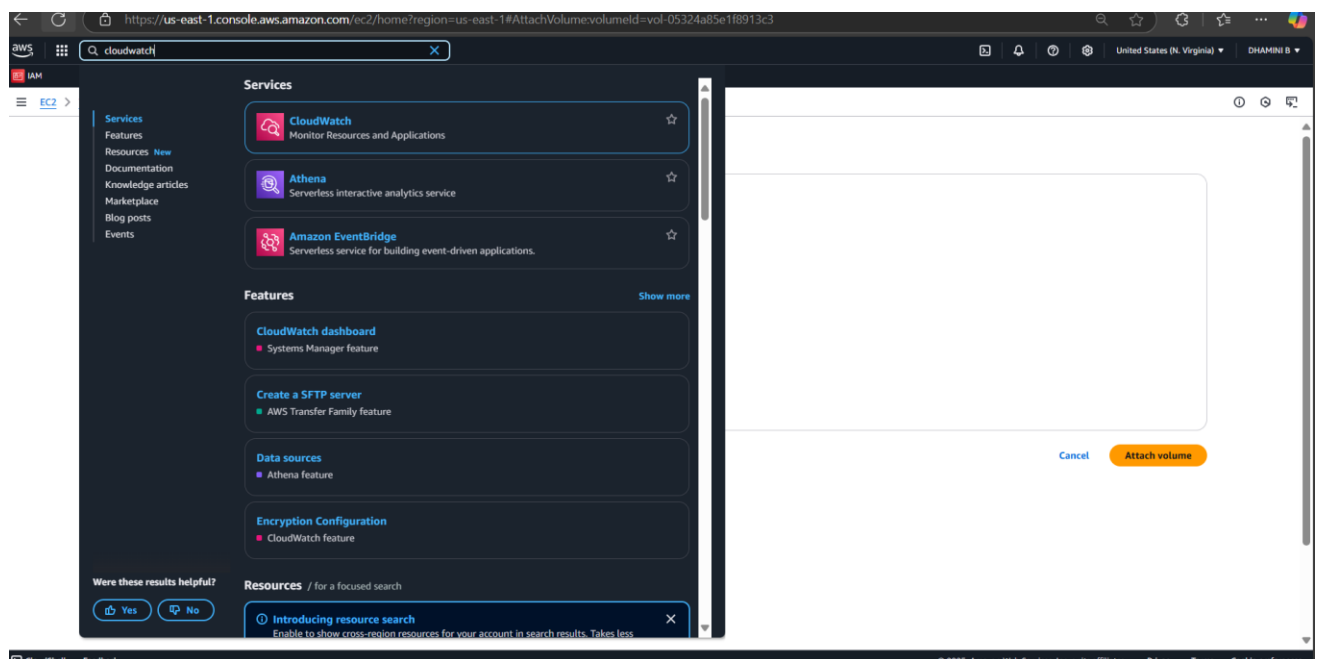 https://us-east-1.console.aws.amazon.com/ec2/home?region=us-east-1#AttachVolume:volumeId=vol-05324a85e1f8913c3
aws
cloudwatch
United States (N. Virginia)
DHAMINI B
IAM
EC2
Services
Features
Resources New
Documentation
Knowledge articles
Marketplace
Blog posts
Events
Were these results helpful?
Yes
No
Services
CloudWatch
Monitor Resources and Applications
Athena
Serverless interactive analytics service
Amazon EventBridge
Serverless service for building event-driven applications.
Features
Show more
CloudWatch dashboard
Systems Manager feature
Create a SFTP server
AWS Transfer Family feature
Data sources
Athena feature
Encryption Configuration
CloudWatch feature
Resources / for a focused search
Introducing resource search
Enable to show cross-region resources for your account in search results. Takes less
Cancel
Attach volume